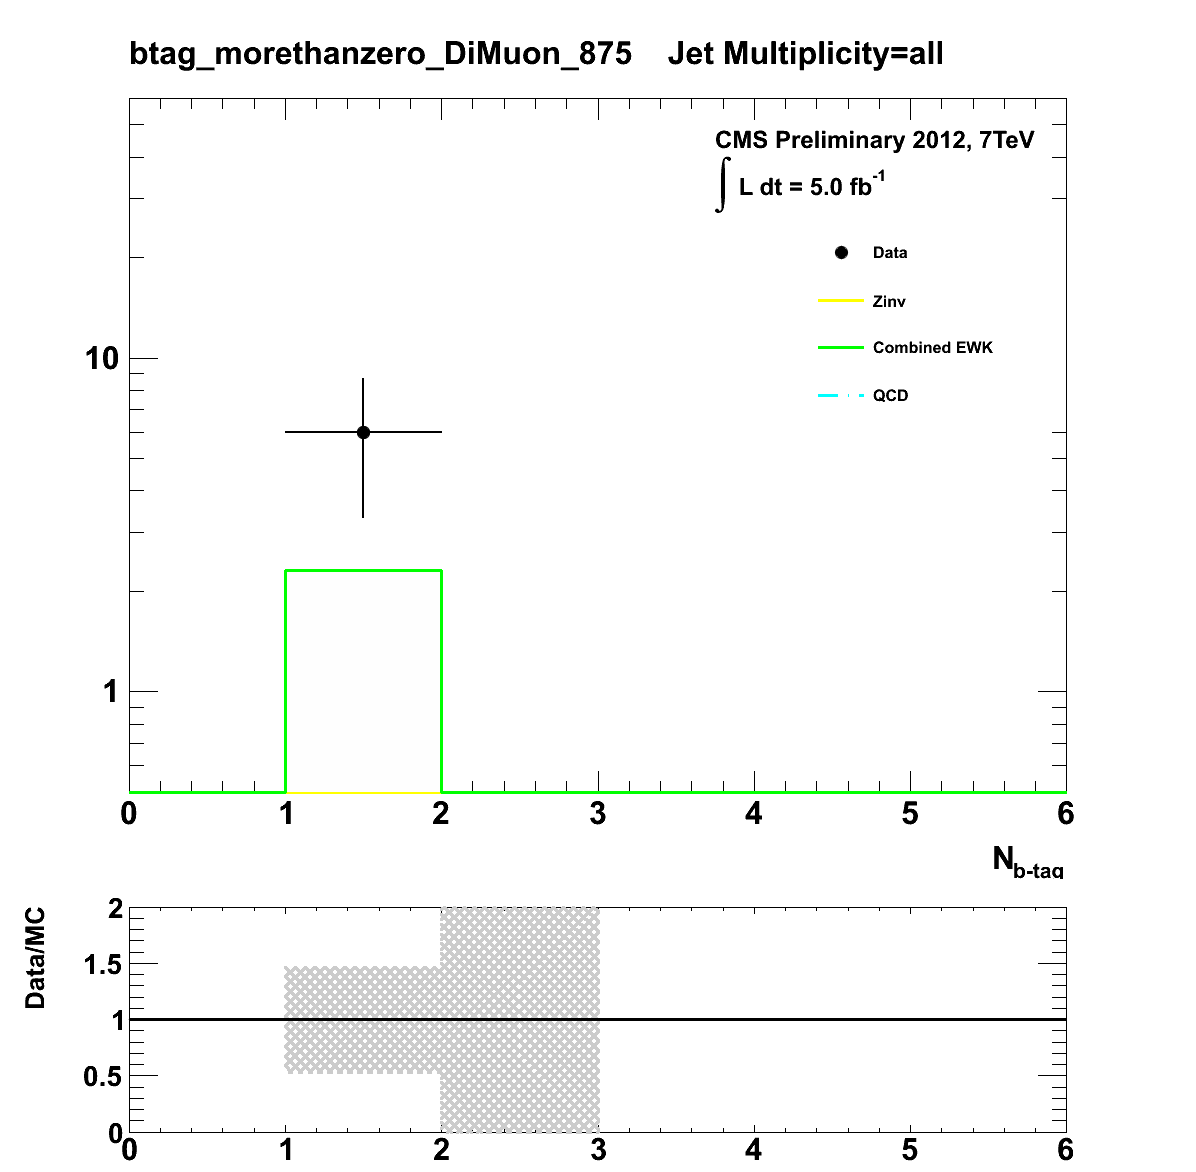 btag_morethanzero_DiMuon_875 Jet Multiplicity=all
CMS Preliminary 2012, 7TeV
∫ L dt = 5.0 fb-1
Data
Zinv
Combined EWK
QCD
10
1
0 1 2 3 4 5 6
Nb-tag
Data/MC
2
1.5
1
0.5
0
0 1 2 3 4 5 6